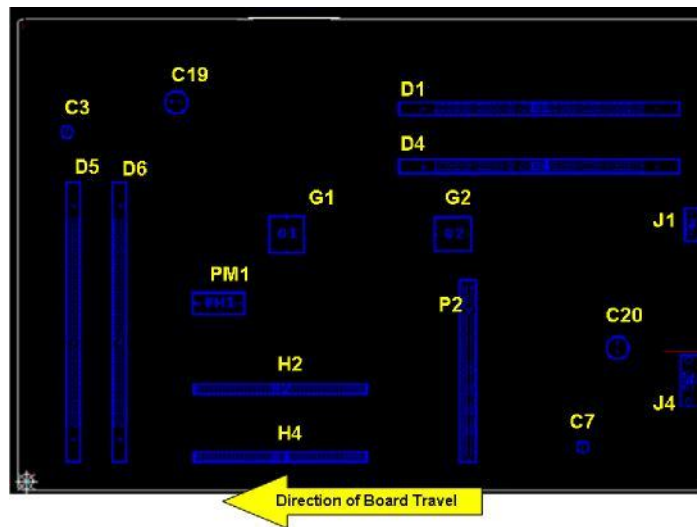 C19
D1
C3
D4
D5 D6
G1 G2
J1
PM1
P2
C20
H2
J4
H4
C7
Direction of Board Travel